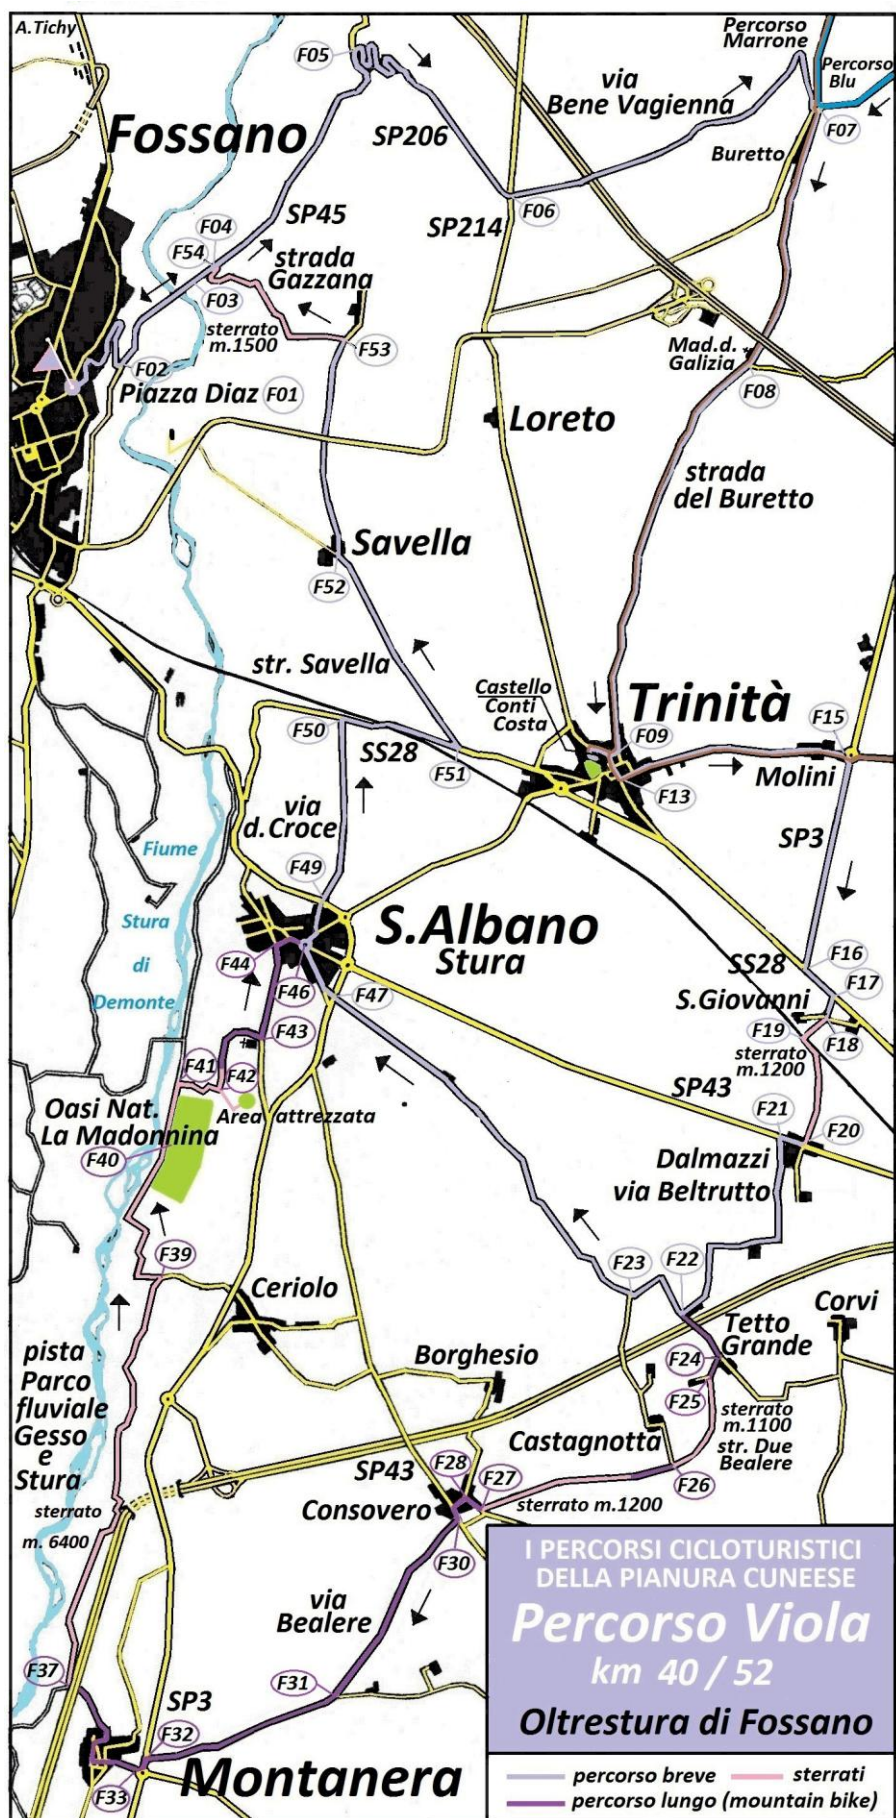 A.Tichy
F05
Percorso
Marrone
Percorso
Blu
via
Bene Vagienna
F07
Fossano
SP206
Buretto
SP45
F06
F04
F54
SP214
strada
Gazzana
F03
sterrato
m.1500
F53
Mad.d.
Galizia
F08
F02
Piazza Diaz F01
Loreto
strada
del Buretto
Savella
F52
str. Savella
Castello
Conti
Costa
Trinità
F50
SS28
F51
F09
F15
F13
Molini
via
d.Croce
SP3
Fiume
Stura
di
Demonte
F49
S.Albano
Stura
F44
F46
F47
SS28
F16
F17
S.Giovanni
F19
F18
sterrato
m.1200
F43
F41
F42
SP43
Oasi Nat.
La Madonnina
Area attrezzata
F21
F20
F40
Dalmazzi
via Beltrutto
F39
F23
F22
Ceriolo
Corvi
Tetto
Grande
pista
Parco
fluviale
Gesso
e
Stura
Borghesio
F24
F25
sterrato
m.1100
str. Due
Bealere
Castagnotta
SP43
F28
F27
F26
Consovero
sterrato m.1200
sterrato
m. 6400
F30
via
Bealere
F37
F31
SP3
F32
F33
Montanera
I PERCORSI CICLOTURISTICI
DELLA PIANURA CUNEESE
Percorso Viola
km 40 / 52
Oltrestura di Fossano
percorso breve
sterrati
percorso lungo (mountain bike)